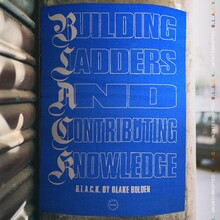 BUILDING
LADDERS
AND
CONTRIBUTING
KNOWLEDGE
B.L.A.C.K. BY BLAKE BOLDEN